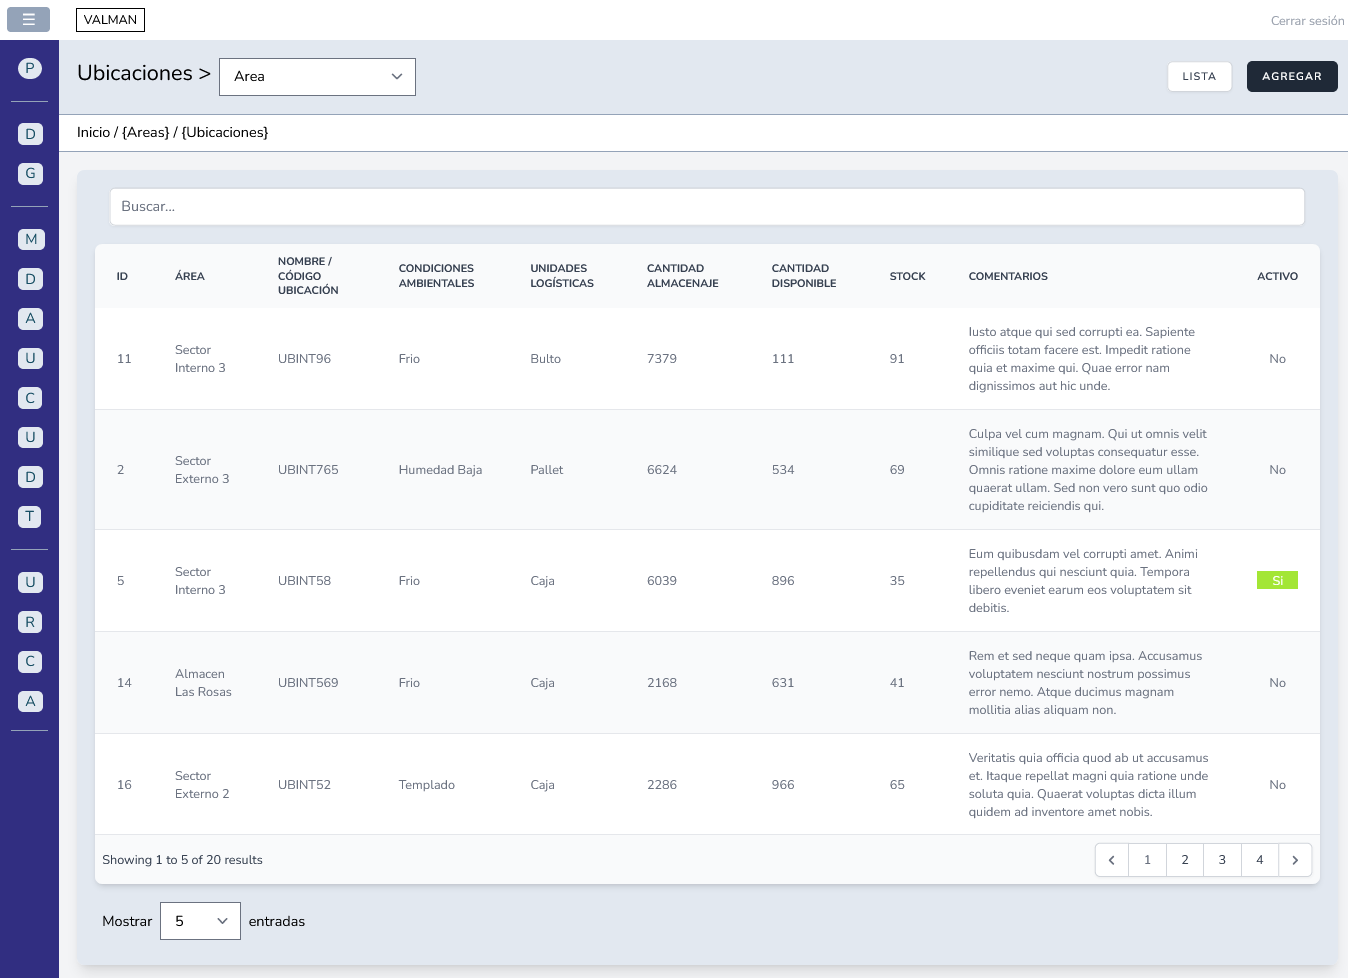 ☰ VALMAN Cerrar sesión
P
D
G
M
D
A
U
C
U
D
T
U
R
C
A
Ubicaciones > Area LISTA AGREGAR
Inicio / {Areas} / {Ubicaciones}
Buscar...
ID ÁREA NOMBRE / CÓDIGO UBICACIÓN CONDICIONES AMBIENTALES UNIDADES LOGÍSTICAS CANTIDAD ALMACENAJE CANTIDAD DISPONIBLE STOCK COMENTARIOS ACTIVO
11 Sector Interno 3 UBINT96 Frio Bulto 7379 111 91 Iusto atque qui sed corrupti ea. Sapiente
officiis totam facere est. Impedit ratione
quia et maxime qui. Quae error nam
dignissimos aut hic unde. No
2 Sector Externo 3 UBINT765 Humedad Baja Pallet 6624 534 69 Culpa vel cum magnam. Qui ut omnis velit
similique sed voluptas consequatur esse.
Omnis ratione maxime dolore eum ullam
quaerat ullam. Sed non vero sunt quo odio
cupiditate reiciendis qui. No
5 Sector Interno 3 UBINT58 Frio Caja 6039 896 35 Eum quibusdam vel corrupti amet. Animi
repellendus qui nesciunt quia. Tempora
libero eveniet earum eos voluptatem sit
debitis. Si
14 Almacen Las Rosas UBINT569 Frio Caja 2168 631 41 Rem et sed neque quam ipsa. Accusamus
voluptatem nesciunt nostrum possimus
error nemo. Atque ducimus magnam
mollitia alias aliquam non. No
16 Sector Externo 2 UBINT52 Templado Caja 2286 966 65 Veritatis quia officia quod ab ut accusamus
et. Itaque repellat magni quia ratione unde
soluta quia. Quaerat voluptas dicta illum
quidem ad inventore amet nobis. No
Showing 1 to 5 of 20 results 1 2 3 4
Mostrar 5 entradas